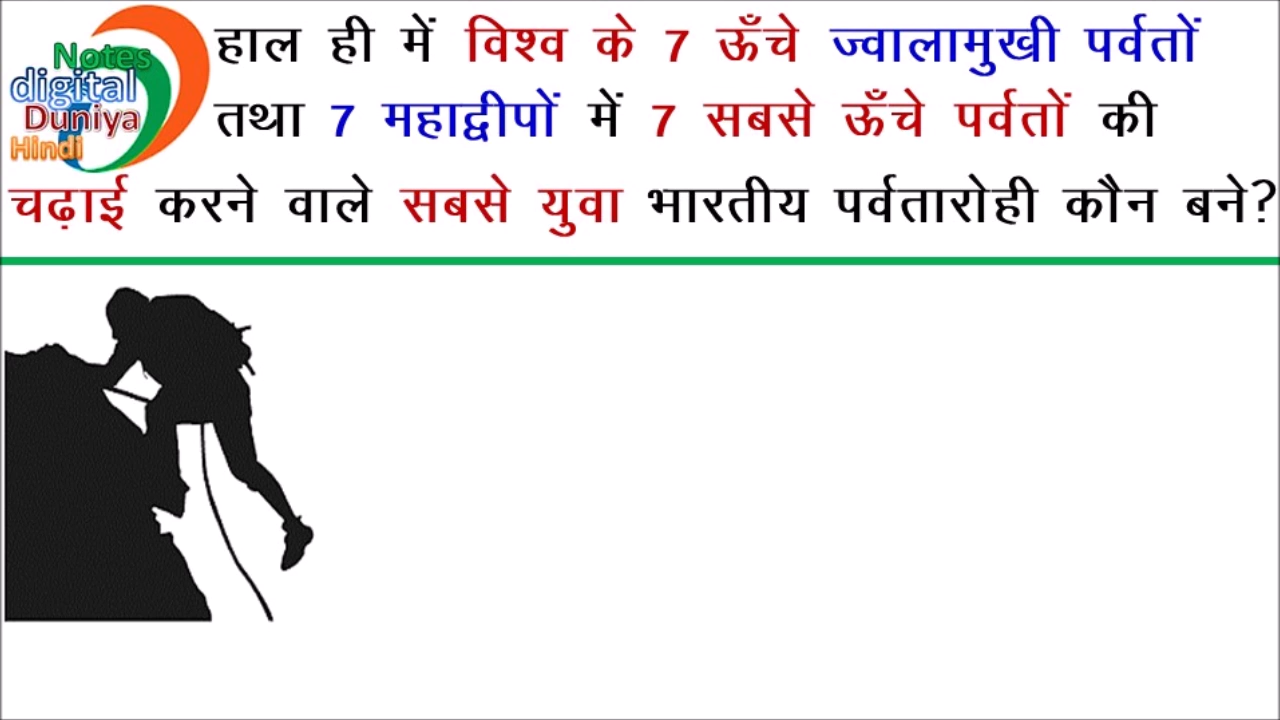 Notes
digital
Duniya
Hindi
हाल ही में विश्व के 7 ऊँचे ज्वालामुखी पर्वतों
तथा 7 महाद्वीपों में 7 सबसे ऊँचे पर्वतों की
चढ़ाई करने वाले सबसे युवा भारतीय पर्वतारोही कौन बने?